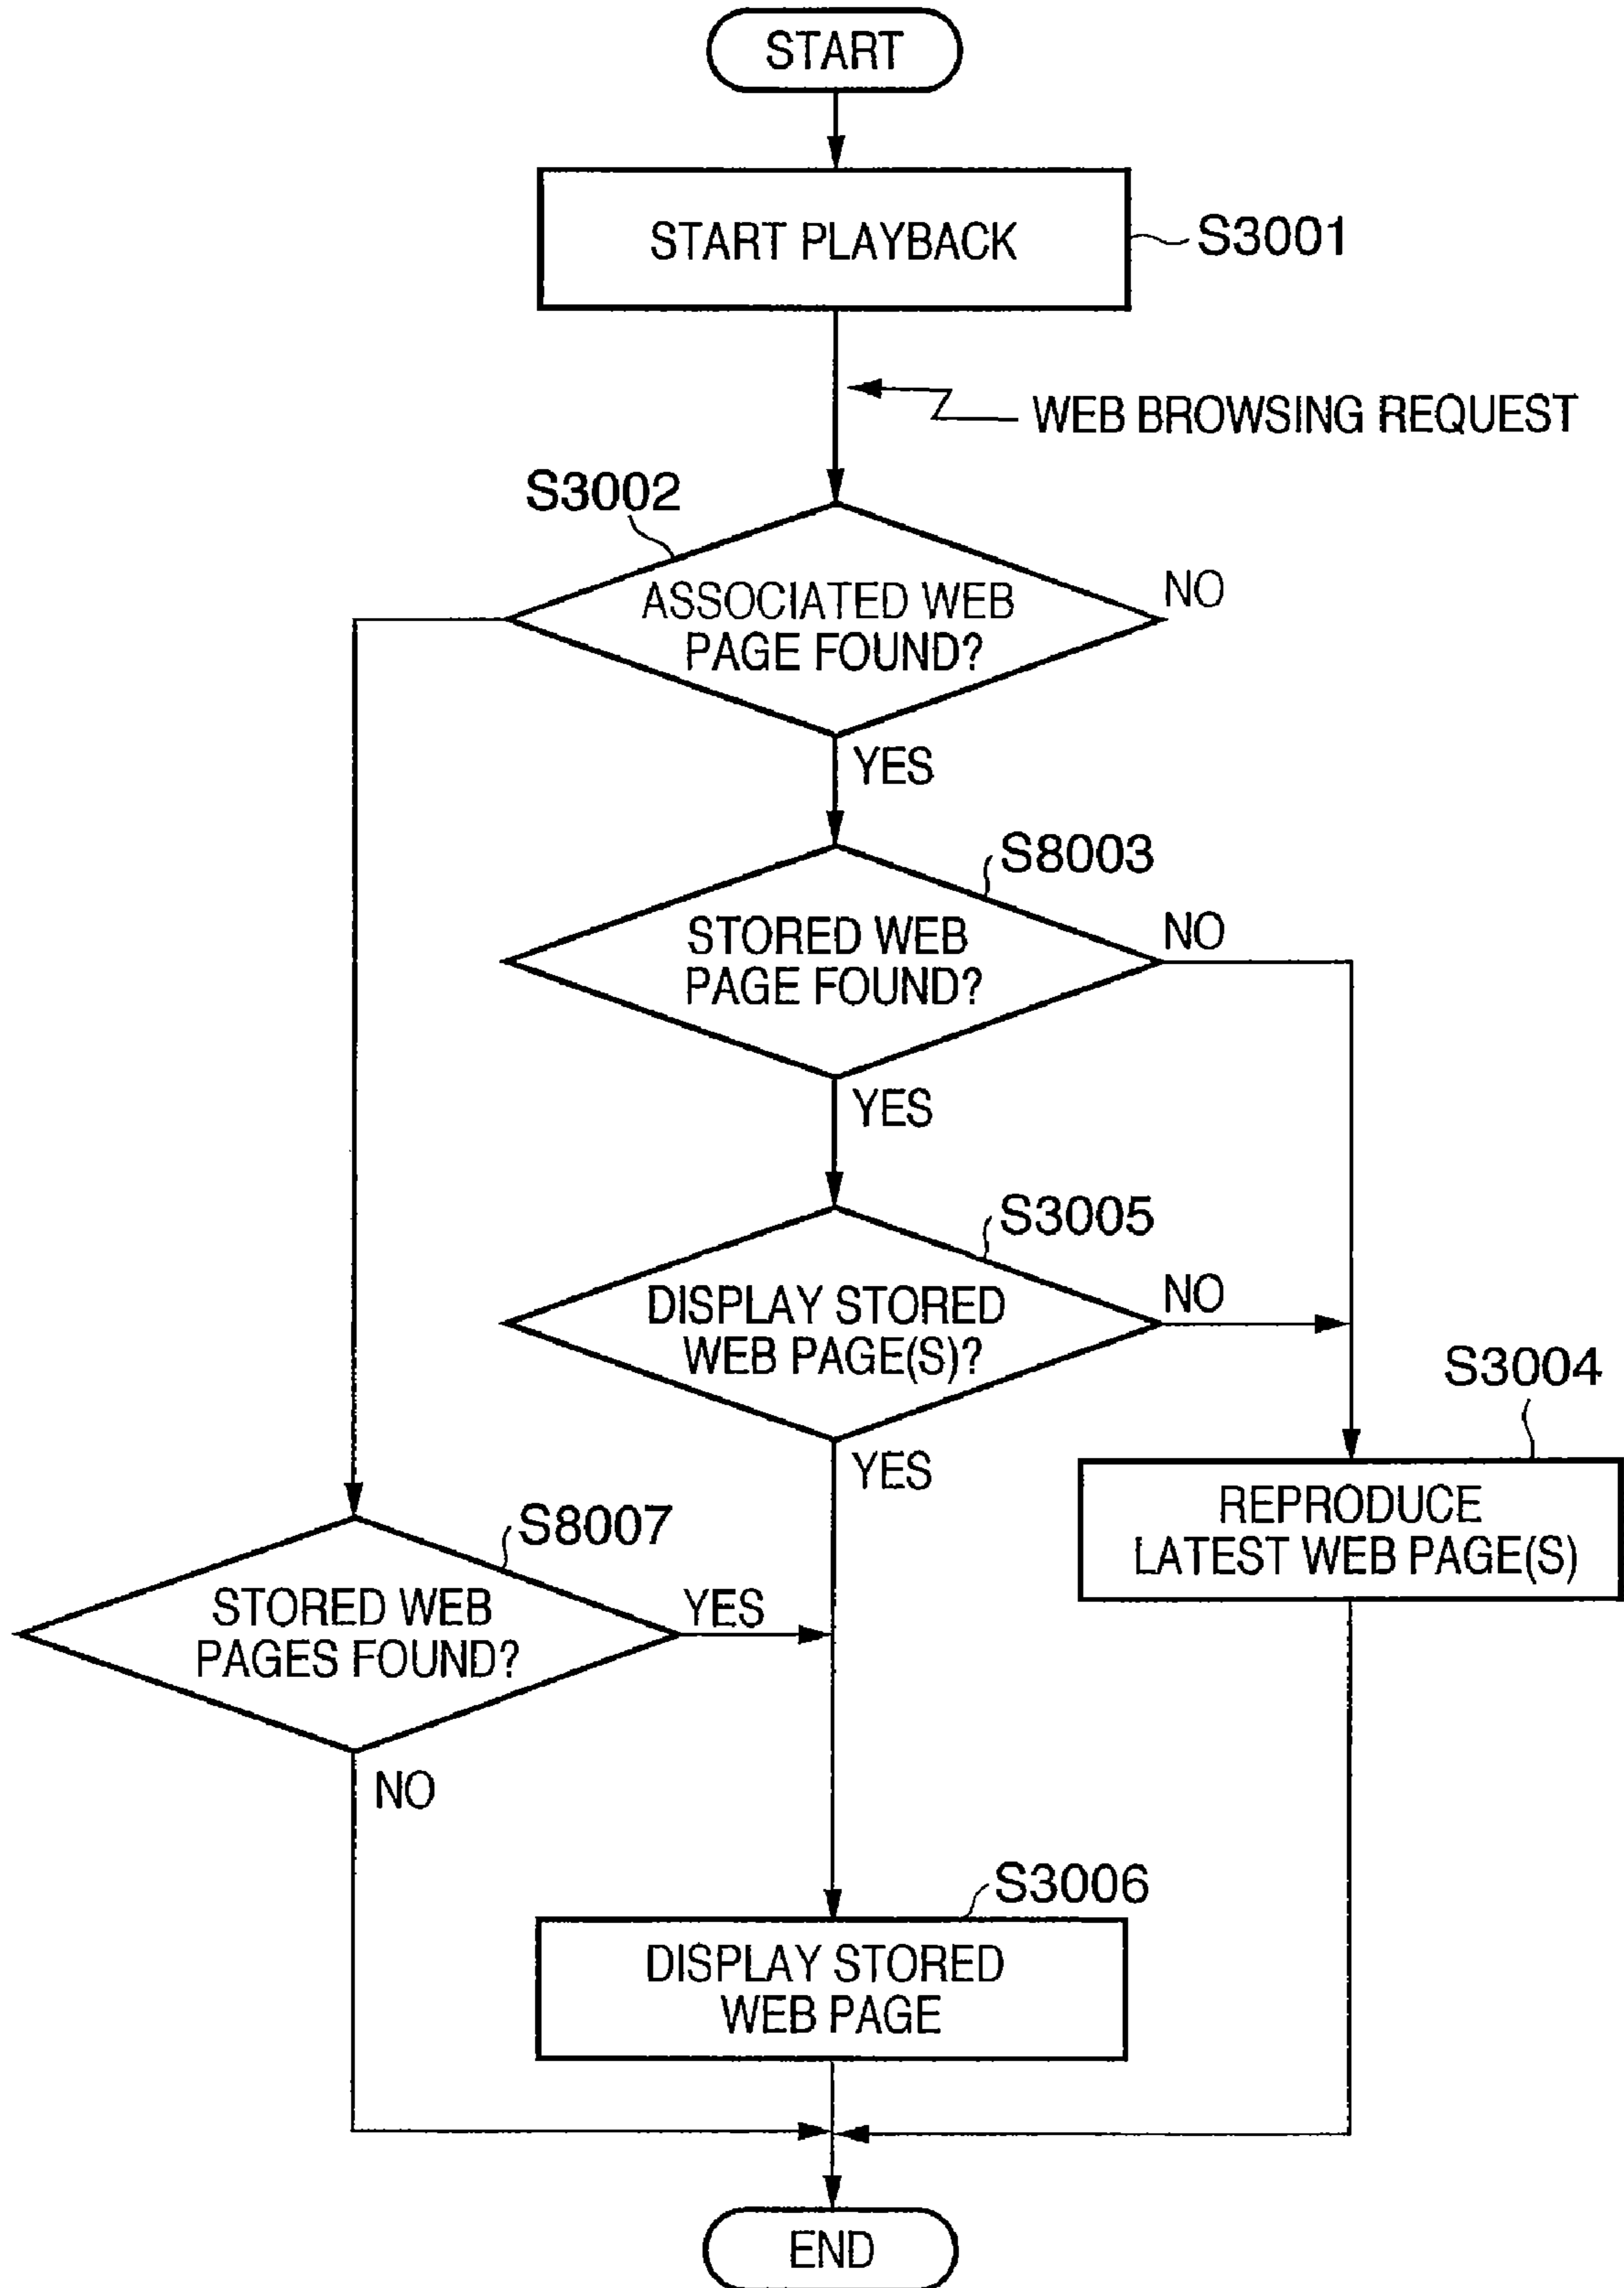 START
START PLAYBACK
S3001
WEB BROWSING REQUEST
S3002
ASSOCIATED WEB
PAGE FOUND?
NO
YES
S8003
STORED WEB
PAGE FOUND?
NO
YES
S3005
DISPLAY STORED
WEB PAGE(S)?
NO
YES
S3004
REPRODUCE
LATEST WEB PAGE(S)
S8007
STORED WEB
PAGES FOUND?
YES
NO
S3006
DISPLAY STORED
WEB PAGE
END